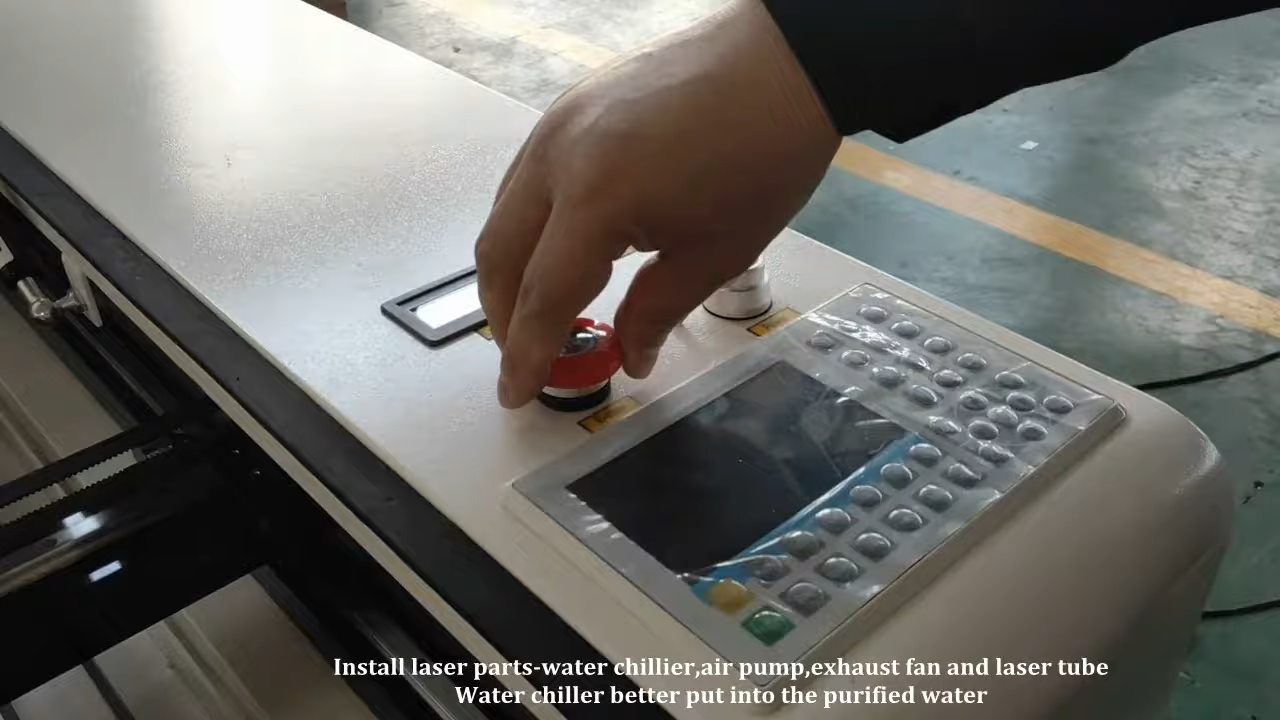 Install laser parts-water chillier,air pump,exhaust fan and laser tube
Water chiller better put into the purified water